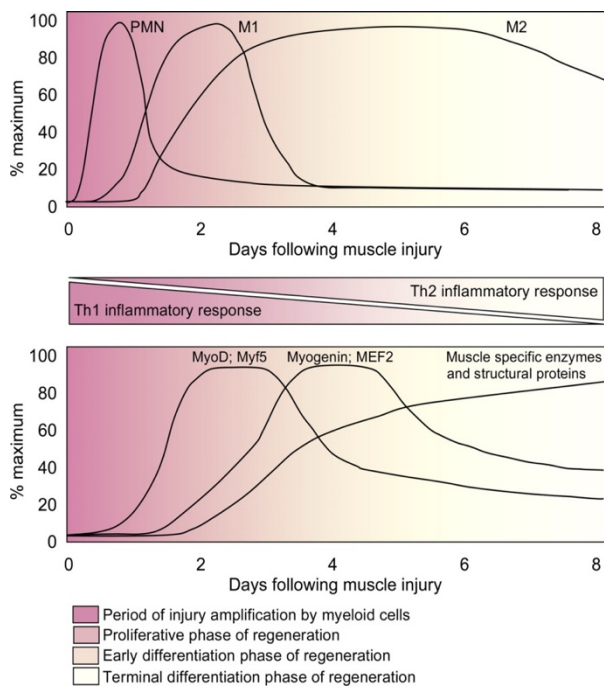 PMN M1 M2
100
80
60
40
20
0
% maximum
0 2 4 6 8
Days following muscle injury
Th2 inflammatory response
Th1 inflammatory response
MyoD; Myf5 Myogenin; MEF2 Muscle specific enzymes
and structural proteins
100
80
60
40
20
0
% maximum
0 2 4 6 8
Days following muscle injury
Period of injury amplification by myeloid cells
Proliferative phase of regeneration
Early differentiation phase of regeneration
Terminal differentiation phase of regeneration